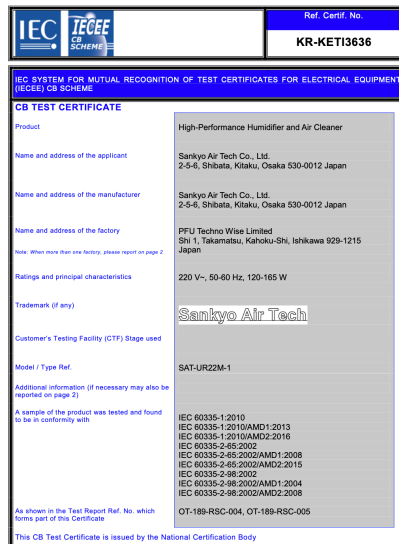 IEC
IECEE
CB
SCHEME
Ref. Certif. No.
KR-KETI3636
IEC SYSTEM FOR MUTUAL RECOGNITION OF TEST CERTIFICATES FOR ELECTRICAL EQUIPMENT
(IECEE) CB SCHEME
CB TEST CERTIFICATE
Product
High-Performance Humidifier and Air Cleaner
Name and address of the applicant
Sankyo Air Tech Co., Ltd.
2-5-6, Shibata, Kitaku, Osaka 530-0012 Japan
Name and address of the manufacturer
Sankyo Air Tech Co., Ltd.
2-5-6, Shibata, Kitaku, Osaka 530-0012 Japan
Name and address of the factory
Note: When more than one factory, please report on page 2
PFU Techno Wise Limited
Shi 1, Takamatsu, Kahoku-Shi, Ishikawa 929-1215
Japan
Ratings and principal characteristics
220 V~, 50-60 Hz, 120-165 W
Trademark (if any)
Sankyo Air Tech
Customer's Testing Facility (CTF) Stage used
Model / Type Ref.
SAT-UR22M-1
Additional information (if necessary may also be
reported on page 2)
A sample of the product was tested and found
to be in conformity with
IEC 60335-1:2010
IEC 60335-1:2010/AMD1:2013
IEC 60335-1:2010/AMD2:2016
IEC 60335-2-65:2002
IEC 60335-2-65:2002/AMD1:2008
IEC 60335-2-65:2002/AMD2:2015
IEC 60335-2-98:2002
IEC 60335-2-98:2002/AMD1:2004
IEC 60335-2-98:2002/AMD2:2008
As shown in the Test Report Ref. No. which
forms part of this Certificate
OT-189-RSC-004, OT-189-RSC-005
This CB Test Certificate is issued by the National Certification Body